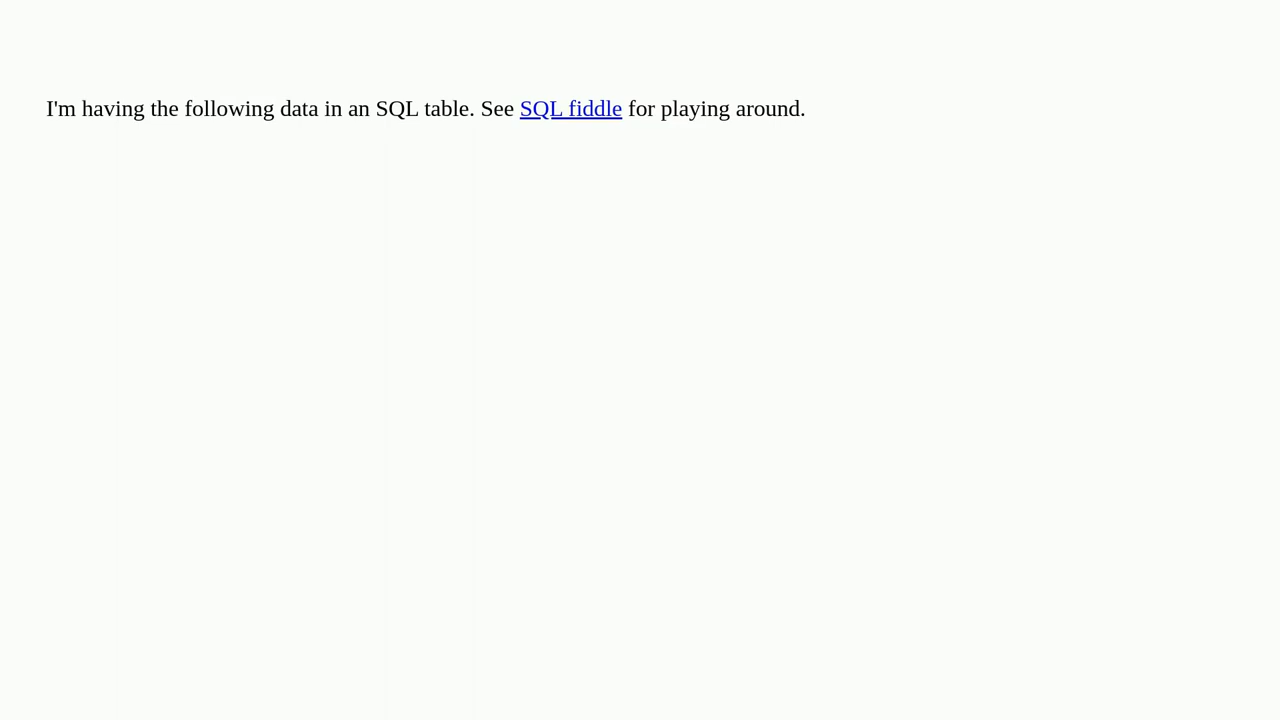 I'm having the following data in an SQL table. See SQL fiddle for playing around.